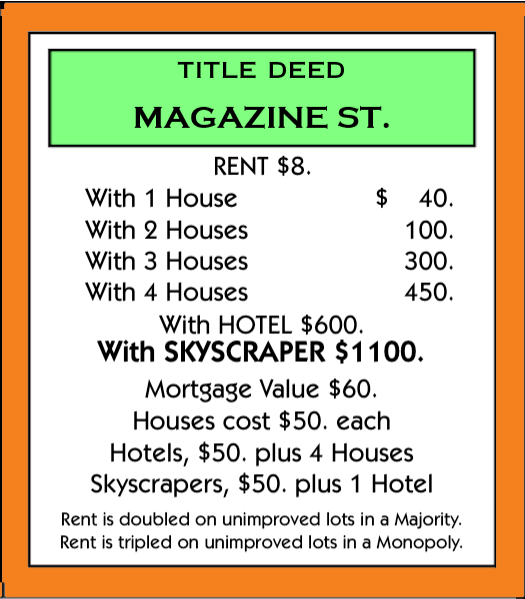 TITLE DEED
MAGAZINE ST.
RENT $8.
With 1 House $ 40.
With 2 Houses 100.
With 3 Houses 300.
With 4 Houses 450.
With HOTEL $600.
With SKYSCRAPER $1100.
Mortgage Value $60.
Houses cost $50. each
Hotels, $50. plus 4 Houses
Skyscrapers, $50. plus 1 Hotel
Rent is doubled on unimproved lots in a Majority.
Rent is tripled on unimproved lots in a Monopoly.